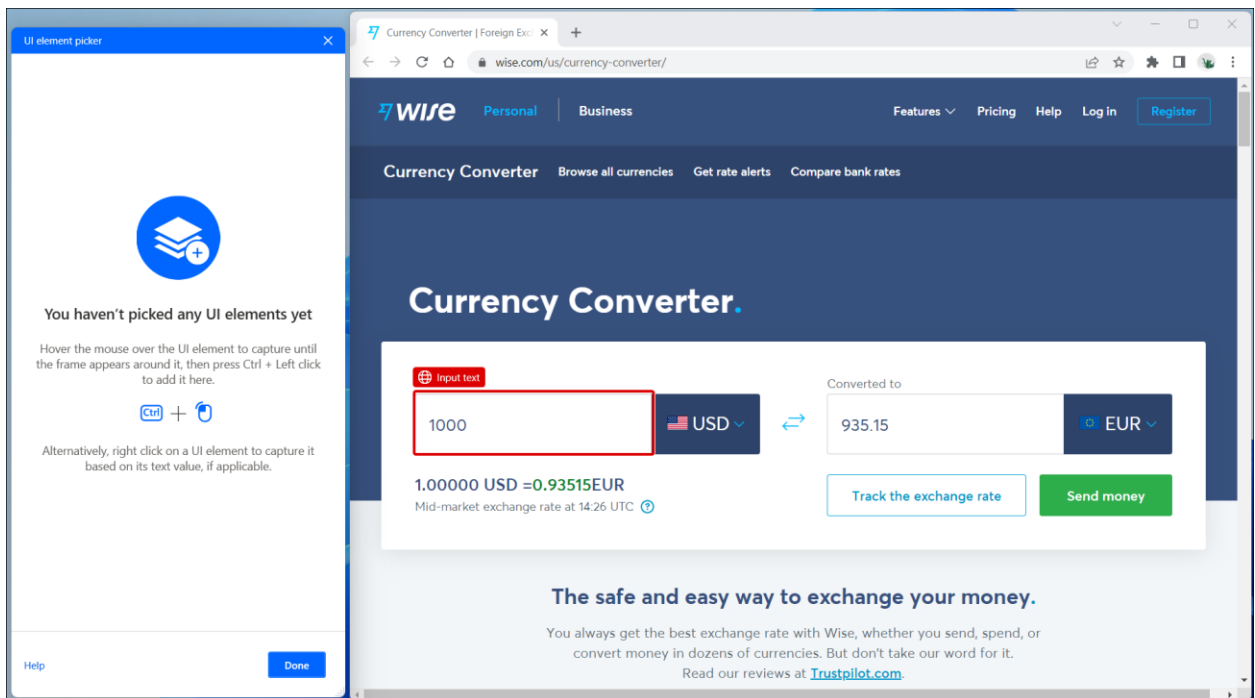 UI element picker
You haven't picked any UI elements yet
Hover the mouse over the UI element to capture until
the frame appears around it, then press Ctrl + Left click
to add it here.
Ctrl +
Alternatively, right click on a UI element to capture it
based on its text value, if applicable.
Help
Done
Currency Converter | Foreign Exc
wise.com/us/currency-converter/
WISE
Personal
Business
Features
Pricing
Help
Log in
Register
Currency Converter
Browse all currencies
Get rate alerts
Compare bank rates
Currency Converter.
Input text
1000
USD
Converted to
935.15
EUR
1.00000 USD =0.93515EUR
Mid-market exchange rate at 14:26 UTC ?
Track the exchange rate
Send money
The safe and easy way to exchange your money.
You always get the best exchange rate with Wise, whether you send, spend, or
convert money in dozens of currencies. But don't take our word for it.
Read our reviews at Trustpilot.com.